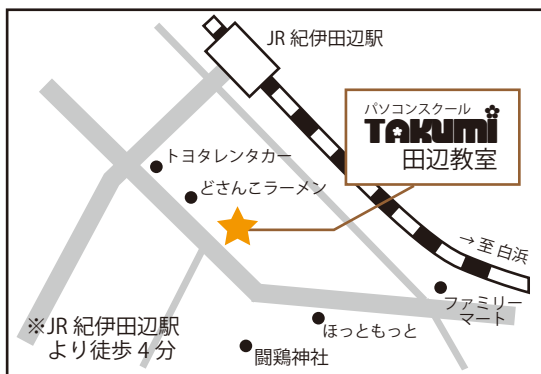 JR 紀伊田辺駅
パソコンスクール
TAKUMI
田辺教室
トヨタレンタカー
どさんこラーメン
→ 至 白浜
ファミリー
マート
ほっともっと
闘鶏神社
※JR 紀伊田辺駅
より徒歩 4 分